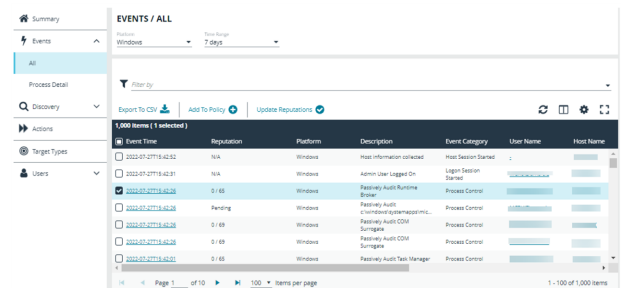 Summary
Events
All
Process Detail
Discovery
Actions
Target Types
Users
EVENTS / ALL
Platform
Time Range
Windows
7 days
Filter by
Export To CSV
Add To Policy
Update Reputations
1,000 Items ( 1 selected )
Event Time Reputation Platform Description Event Category User Name Host Name
2022-07-27T15:42:52 N/A Windows Host information collected Host Session Started
2022-07-27T15:42:31 N/A Windows Admin User Logged On Logon Session Started
2022-07-27T15:42:26 0 / 65 Windows Passively Audit Runtime Broker Process Control
2022-07-27T15:42:26 Pending Windows Passively Audit c:\windows\systemapps\mic... Process Control
2022-07-27T15:42:26 0 / 69 Windows Passively Audit COM Surrogate Process Control
2022-07-27T15:42:26 0 / 69 Windows Passively Audit COM Surrogate Process Control
2022-07-27T15:42:01 0 / 65 Windows Passively Audit Task Manager Process Control
Page 1 of 10 100 items per page 1 - 100 of 1,000 items